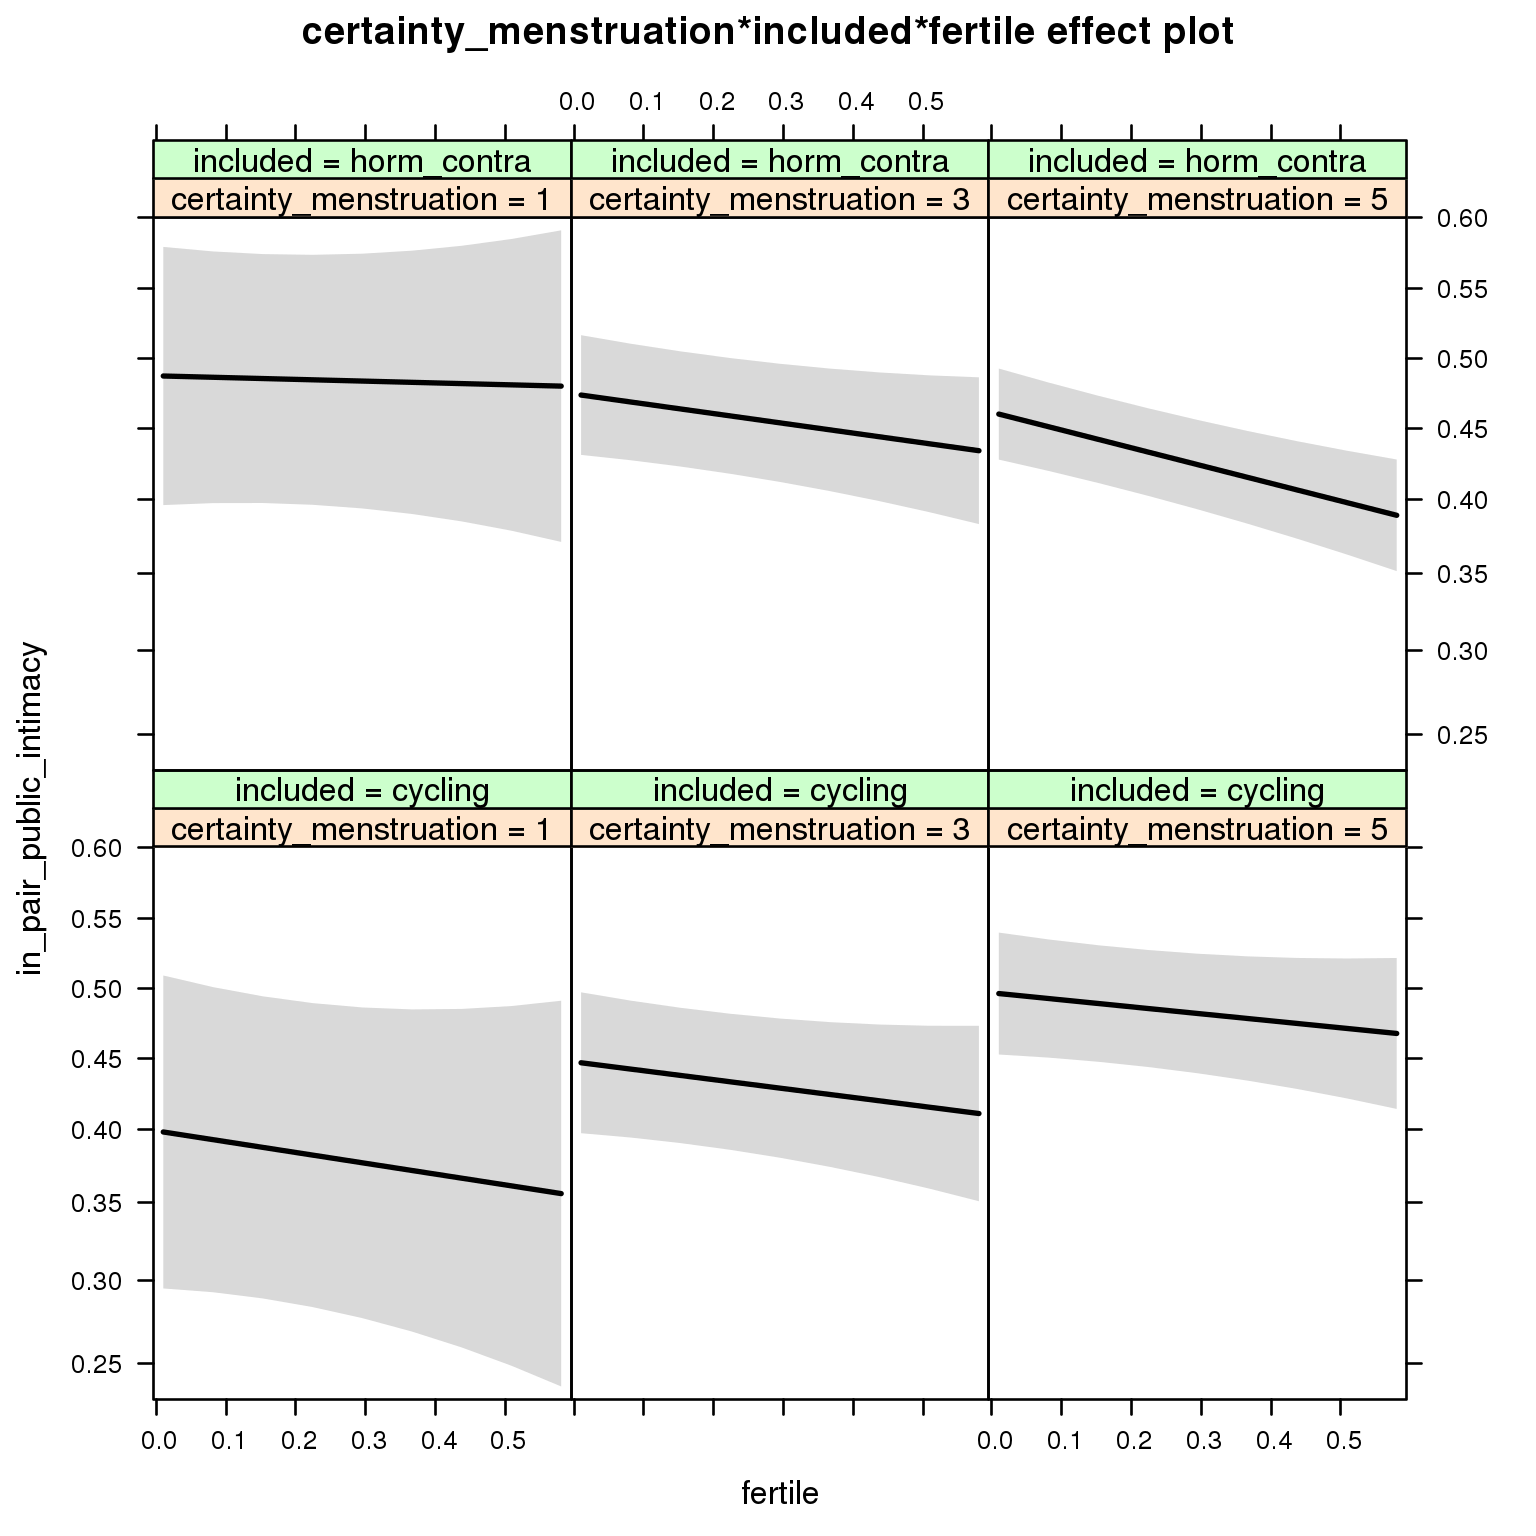 certainty_menstruation*included*fertile effect plot
0.0 0.1 0.2 0.3 0.4 0.5
included = horm_contra included = horm_contra included = horm_contra
certainty_menstruation = 1 certainty_menstruation = 3 certainty_menstruation = 5
0.60
0.55
0.50
0.45
0.40
0.35
0.30
0.25
in_pair_public_intimacy
included = cycling included = cycling included = cycling
certainty_menstruation = 1 certainty_menstruation = 3 certainty_menstruation = 5
0.60
0.55
0.50
0.45
0.40
0.35
0.30
0.25
0.0 0.1 0.2 0.3 0.4 0.5 0.0 0.1 0.2 0.3 0.4 0.5
fertile